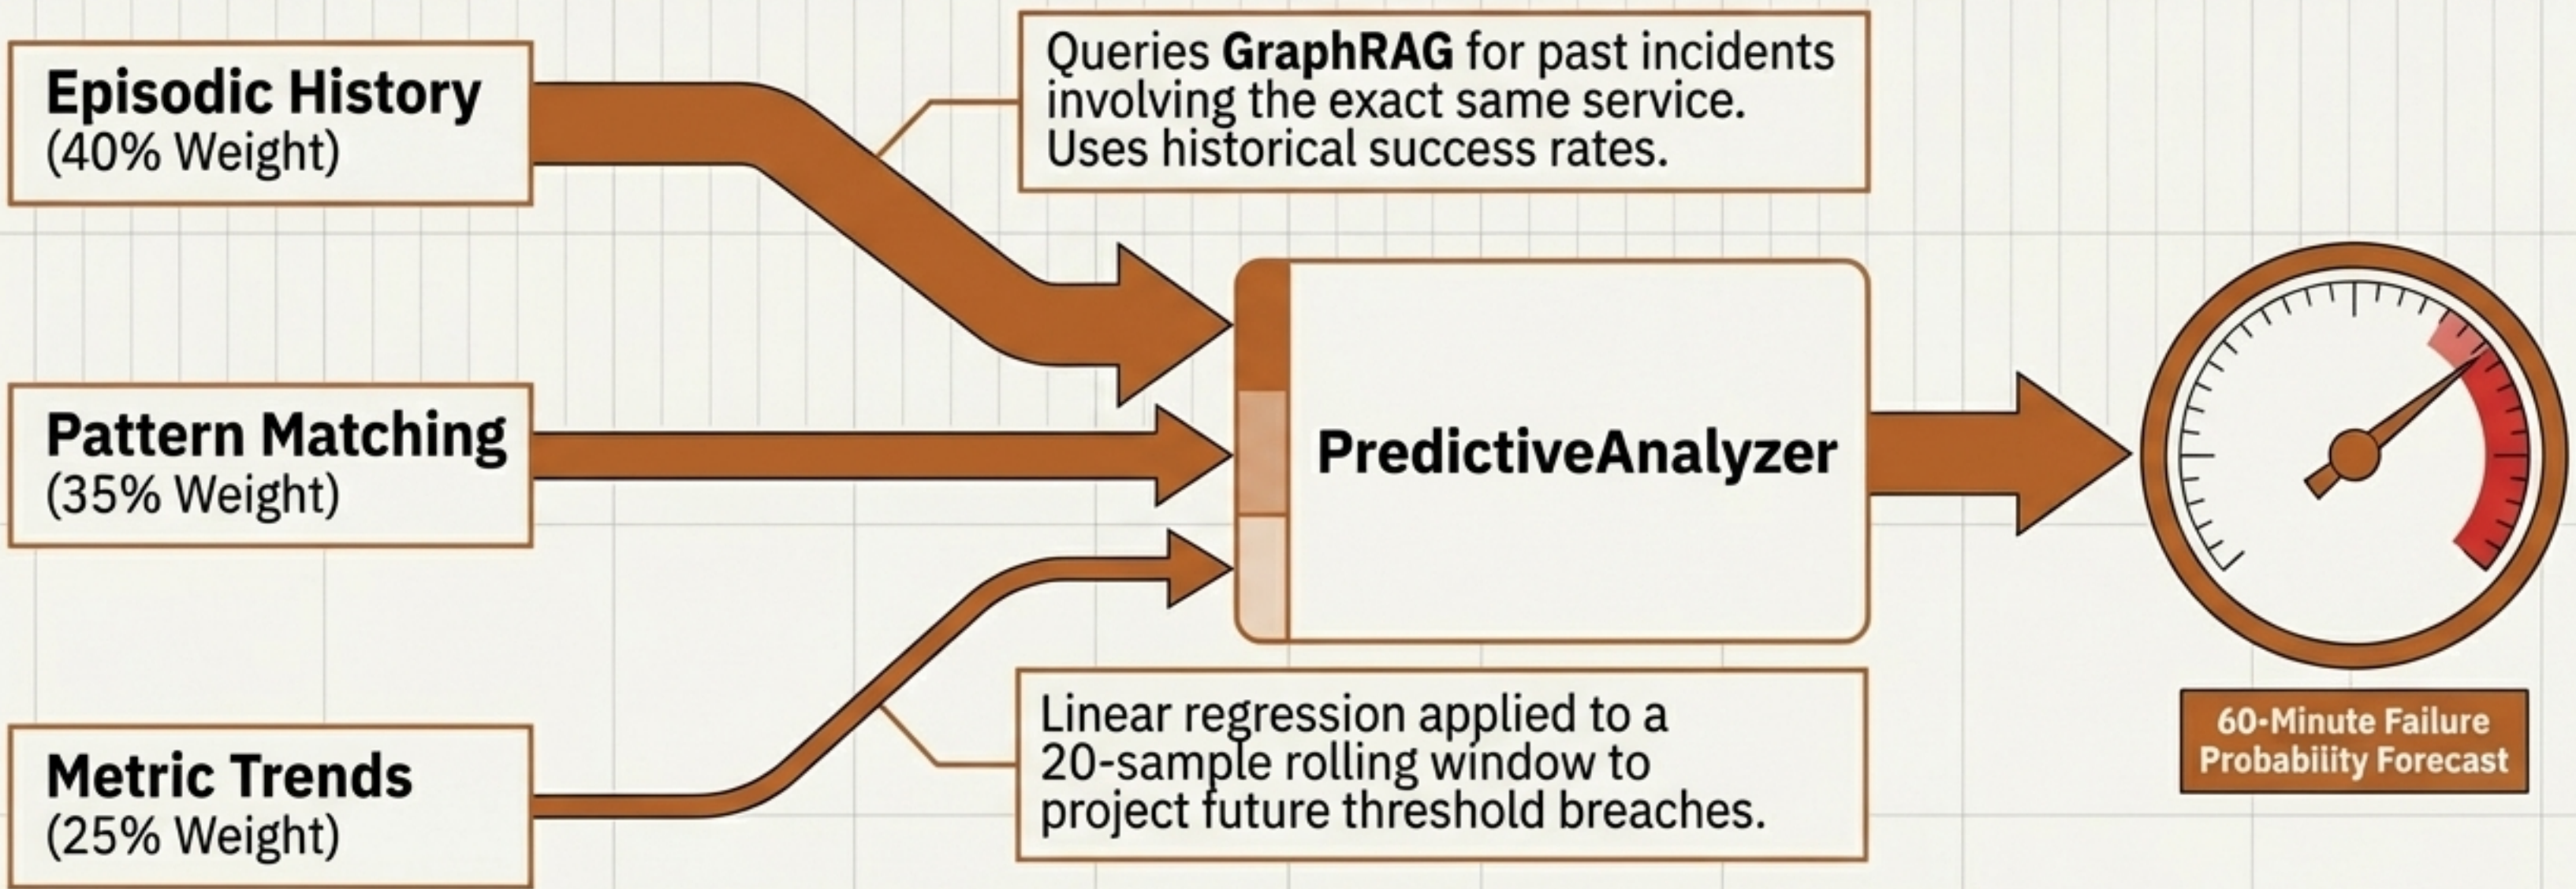 Episodic History
(40% Weight)
Queries GraphRAG for past incidents
involving the exact same service.
Uses historical success rates.
Pattern Matching
(35% Weight)
PredictiveAnalyzer
Metric Trends
(25% Weight)
Linear regression applied to a
20-sample rolling window to
project future threshold breaches.
60-Minute Failure
Probability Forecast